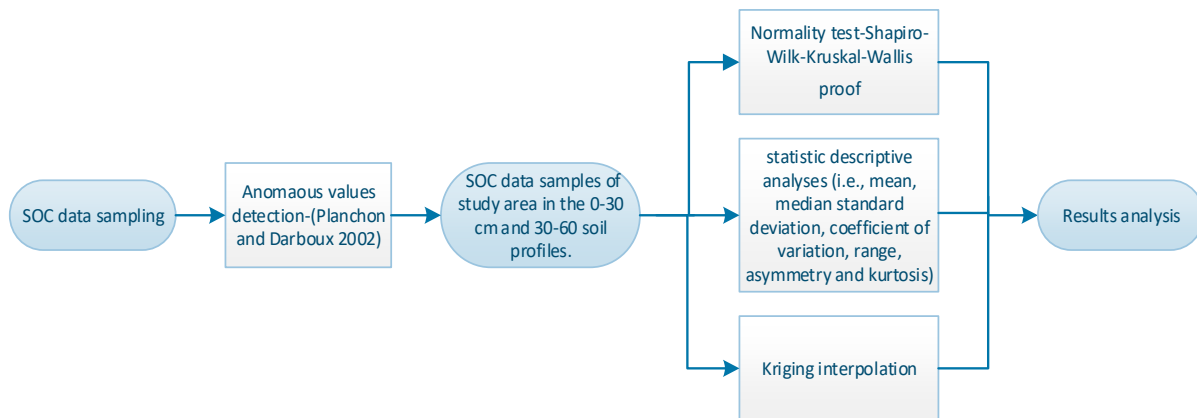 SOC data sampling
Anomaous values
detection-(Planchon
and Darboux 2002)
SOC data samples of
study area in the 0-30
cm and 30-60 soil
profiles.
Normality test-Shapiro-
Wilk-Kruskal-Wallis
proof
statistic descriptive
analyses (i.e., mean,
median standard
deviation, coefficient of
variation, range,
asymmetry and kurtosis)
Kriging interpolation
Results analysis